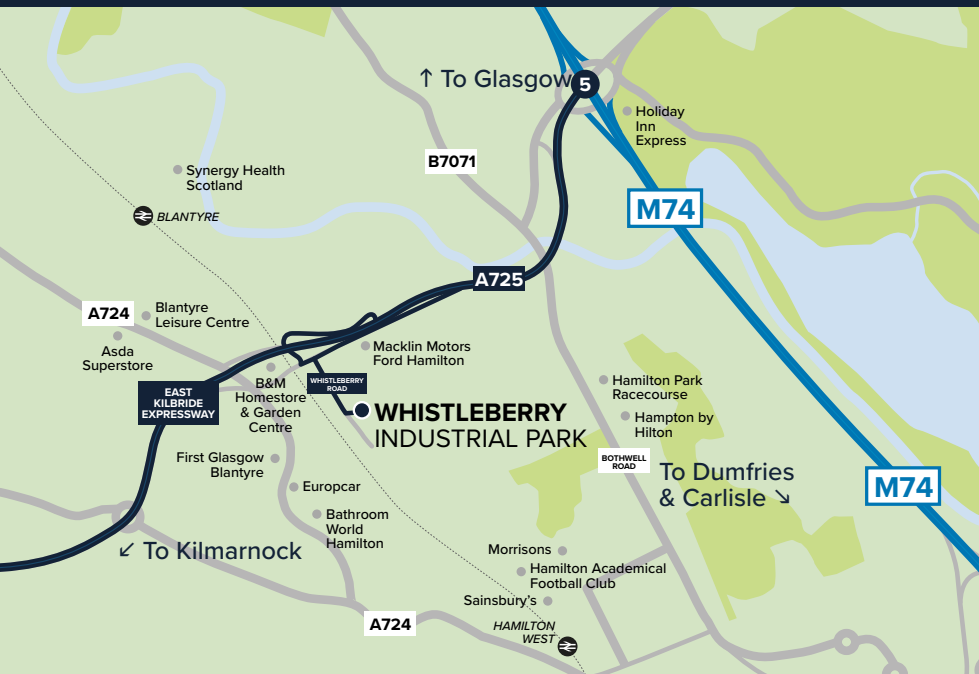 ↑ To Glasgow
5
Holiday
Inn
Express
B7071
Synergy Health
Scotland
M74
BLANTYRE
A725
A724
Blantyre
Leisure Centre
Asda
Superstore
Macklin Motors
Ford Hamilton
EAST
KILBRIDE
EXPRESSWAY
B&M
Homestore
& Garden
Centre
WHISTLEBERRY
ROAD
Hamilton Park
Racecourse
WHISTLEBERRY
INDUSTRIAL PARK
Hampton by
Hilton
First Glasgow
Blantyre
BOTHWELL
ROAD
To Dumfries
& Carlisle ↘
M74
Europcar
Bathroom
World
Hamilton
↙ To Kilmarnock
Morrisons
Hamilton Academical
Football Club
Sainsbury's
A724
HAMILTON
WEST